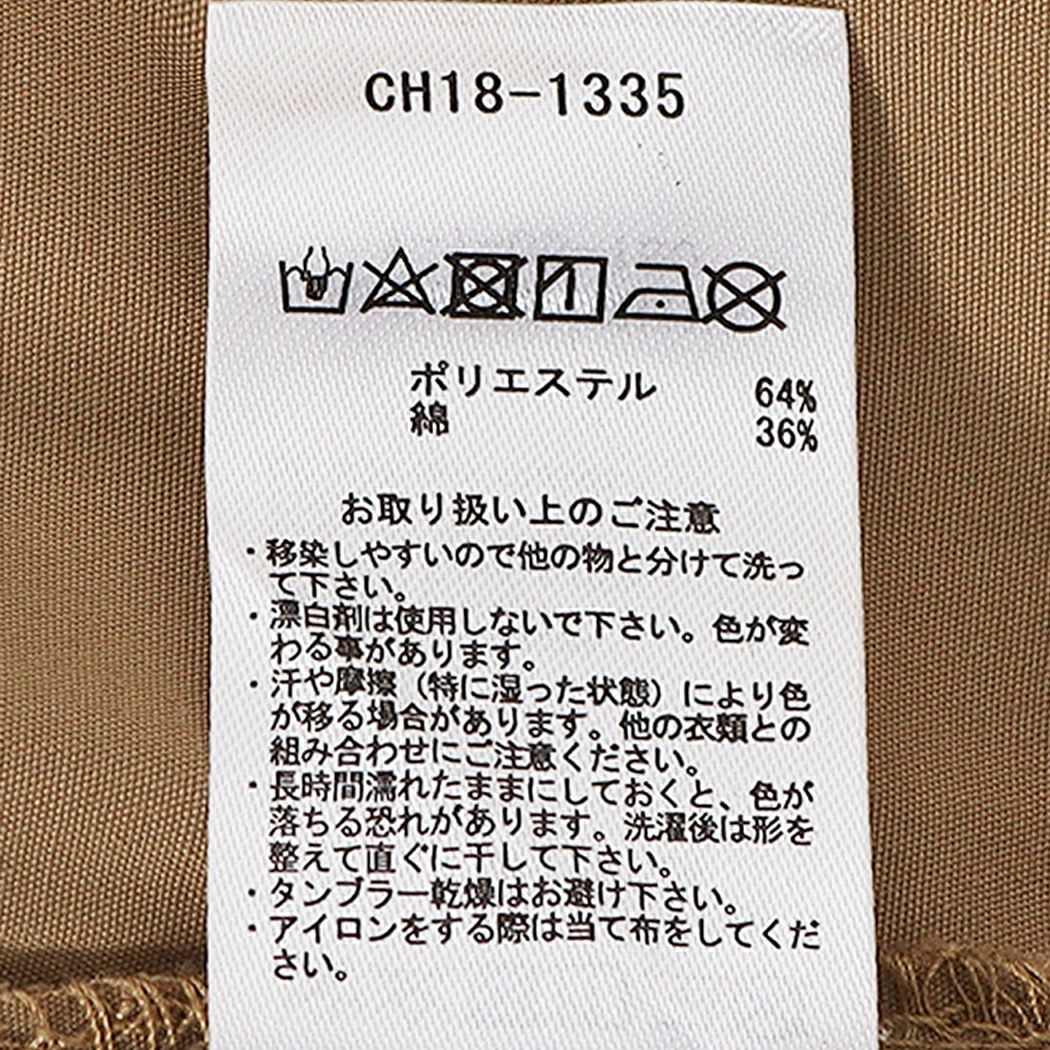 CH18-1335
ポリエステル 64%
綿 36%
お取り扱い上のご注意
・移染しやすいので他の物と分けて洗っ
て下さい。
・漂白剤は使用しないで下さい。色が変
わる事があります。
・汗や摩擦（特に湿った状態）により色
が移る場合があります。他の衣類との
組み合わせにご注意ください。
・長時間濡れたままにしておくと、色が
落ちる恐れがあります。洗濯後は形を
整えて直ぐに干して下さい。
・タンブラー乾燥はお避け下さい。
・アイロンをする際は当て布をしてくだ
さい。